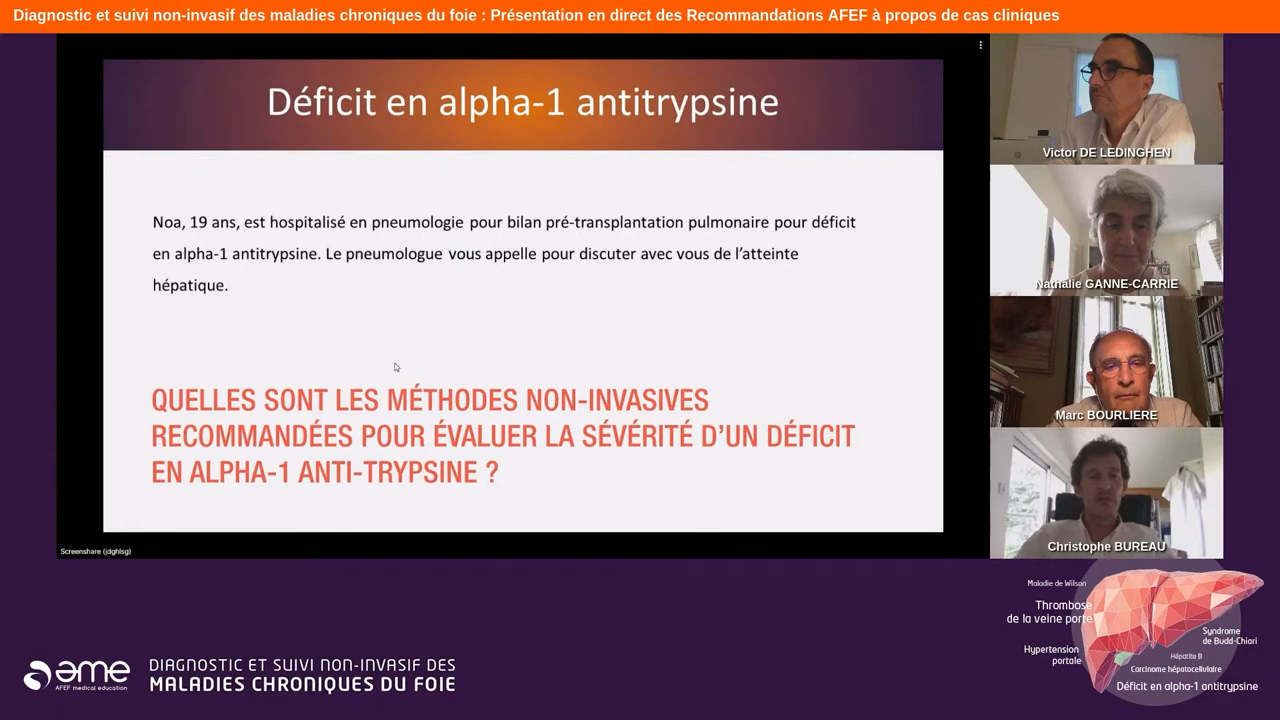 Diagnostic et suivi non-invasif des maladies chroniques du foie : Présentation en direct des Recommandations AFEF à propos de cas cliniques
Déficit en alpha-1 antitrypsine
Noa, 19 ans, est hospitalisé en pneumologie pour bilan pré-transplantation pulmonaire pour déficit
en alpha-1 antitrypsine. Le pneumologue vous appelle pour discuter avec vous de l'atteinte
hépatique.
QUELLES SONT LES MÉTHODES NON-INVASIVES
RECOMMANDÉES POUR ÉVALUER LA SÉVÉRITÉ D'UN DÉFICIT
EN ALPHA-1 ANTI-TRYPSINE ?
Screenshare (jdghlsg)
Victor DE LEDINGHEN
Nathalie GANNE-CARRIE
Marc BOURLIERE
Christophe BUREAU
ame
AFEF medical education
DIAGNOSTIC ET SUIVI NON-INVASIF DES
MALADIES CHRONIQUES DU FOIE
Maladie de Wilson
Thrombose
de la veine porte
Hypertension
portale
Syndrome
de Budd-Chiari
Hépatite B
Carcinome hépatocellulaire
Déficit en alpha-1 antitrypsine